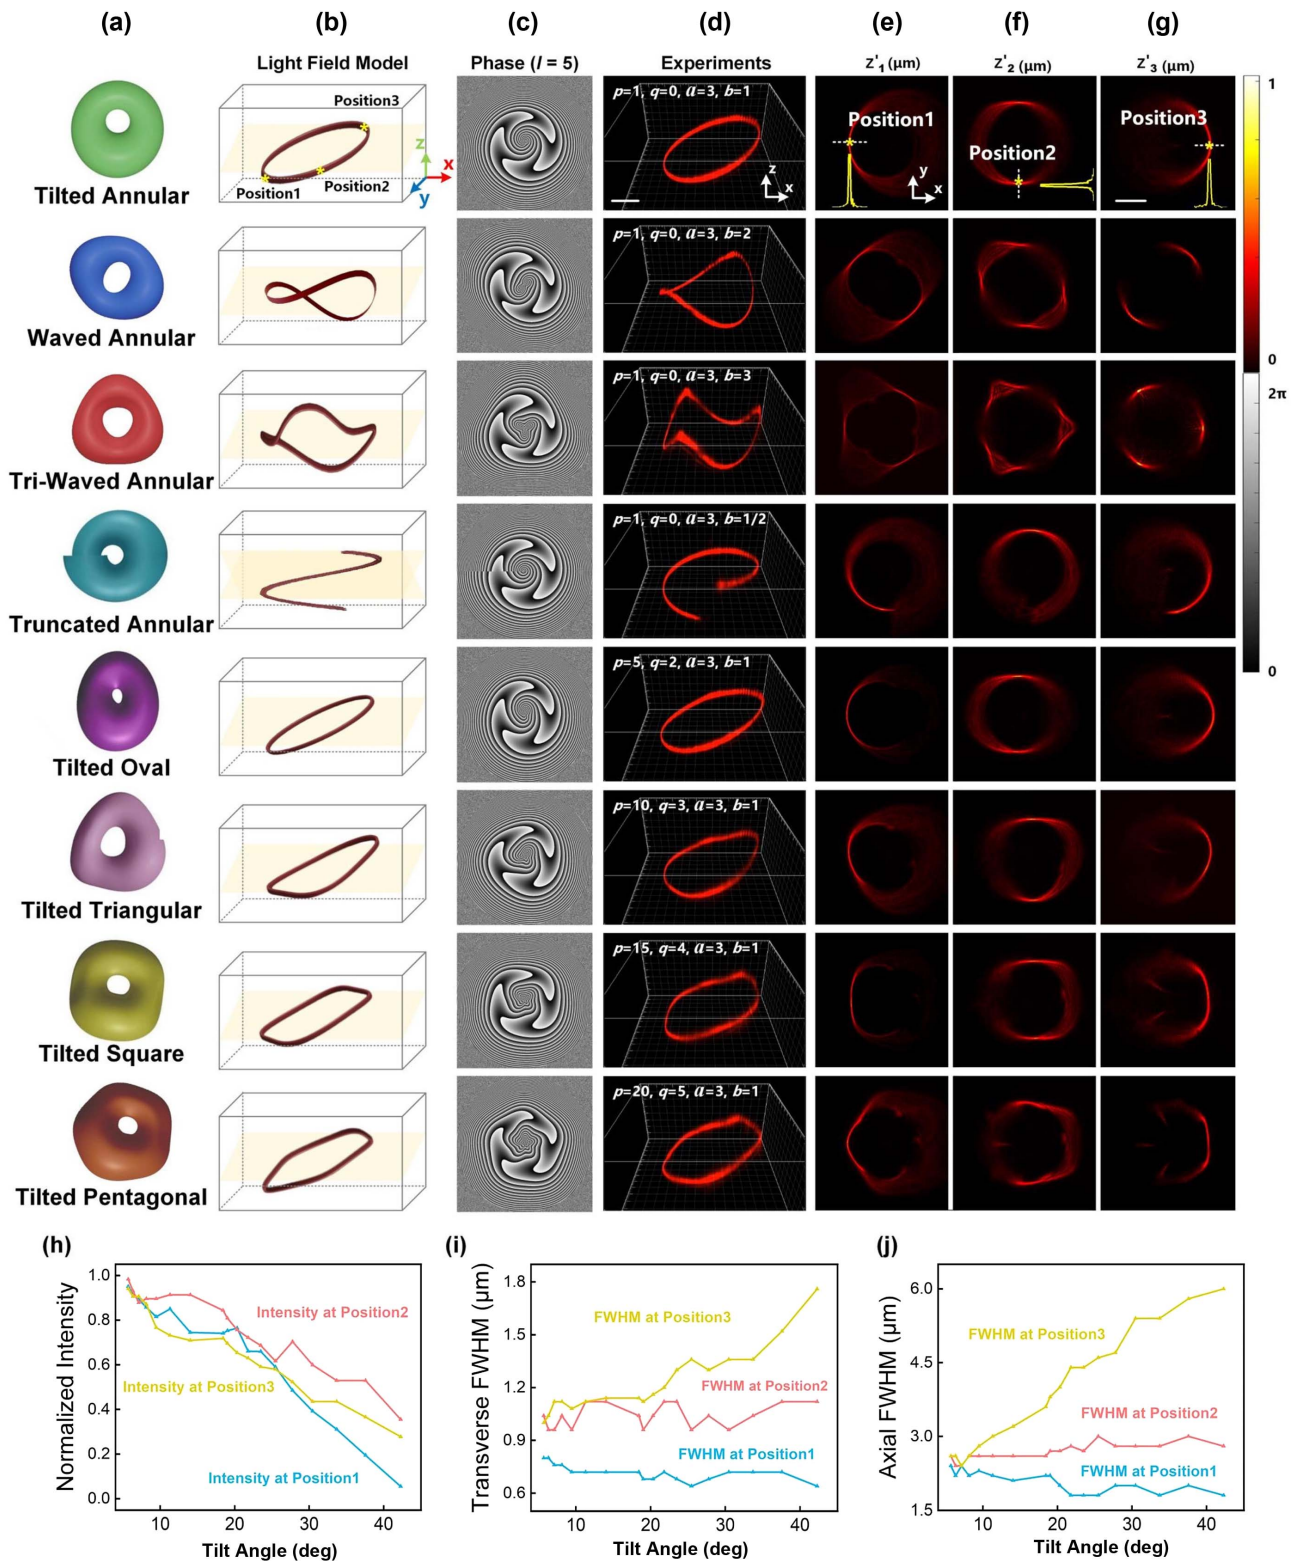 (a) (b) (c) (d) (e) (f) (g)
Light Field Model Phase (l = 5) Experiments Z'1 (μm) Z'2 (μm) Z'3 (μm)
Tilted Annular
Position3
Position1
Position2
z
x
y
p=1, q=0, a=3, b=1
z
x
Position1
y
x
Position2
Position3
1
Waved Annular
p=1, q=0, a=3, b=2
0
2π
Tri-Waved Annular
p=1, q=0, a=3, b=3
Truncated Annular
p=1, q=0, a=3, b=1/2
0
Tilted Oval
p=5, q=2, a=3, b=1
Tilted Triangular
p=10, q=3, a=3, b=1
Tilted Square
p=15, q=4, a=3, b=1
Tilted Pentagonal
p=20, q=5, a=3, b=1
(h)
Normalized Intensity
1.0
0.8
0.6
0.4
0.2
0.0
Intensity at Position2
Intensity at Position3
Intensity at Position1
10 20 30 40
Tilt Angle (deg)
(i)
Transverse FWHM (μm)
1.8
1.5
1.2
0.9
0.6
FWHM at Position3
FWHM at Position2
FWHM at Position1
10 20 30 40
Tilt Angle (deg)
(j)
Axial FWHM (μm)
6.0
4.5
3.0
1.5
FWHM at Position3
FWHM at Position2
FWHM at Position1
10 20 30 40
Tilt Angle (deg)